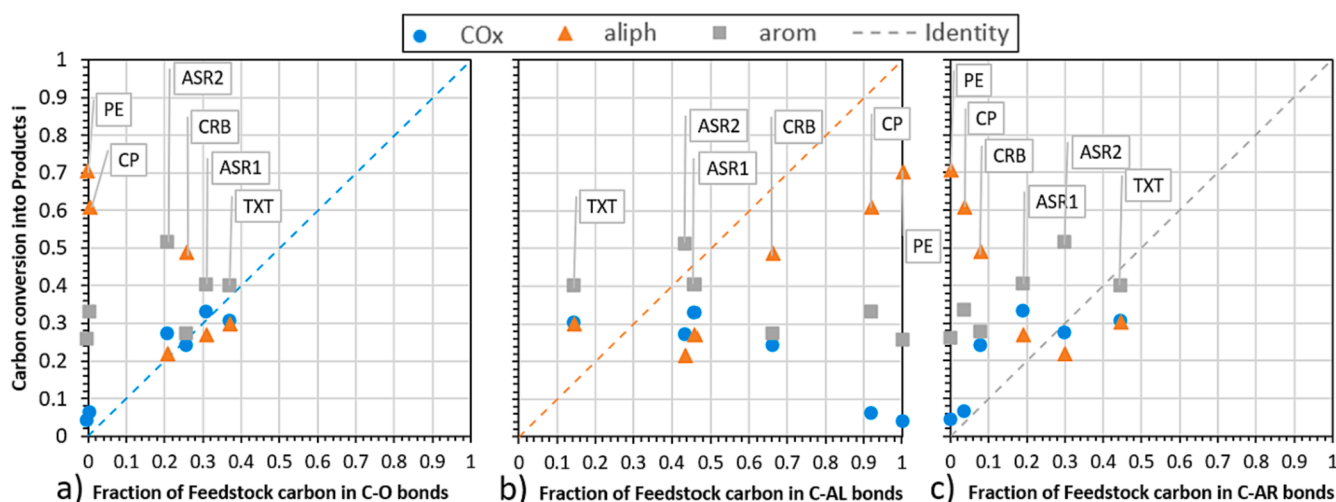 COx aliph arom Identity
Carbon conversion into Products i
1
0.9
0.8
0.7
0.6
0.5
0.4
0.3
0.2
0.1
0
PE
CP
ASR2
CRB
ASR1
TXT
0 0.1 0.2 0.3 0.4 0.5 0.6 0.7 0.8 0.9 1
a) Fraction of Feedstock carbon in C-O bonds
TXT
ASR2
ASR1
CRB
CP
PE
0 0.1 0.2 0.3 0.4 0.5 0.6 0.7 0.8 0.9 1
b) Fraction of Feedstock carbon in C-AL bonds
PE
CP
CRB
ASR1
ASR2
TXT
0 0.1 0.2 0.3 0.4 0.5 0.6 0.7 0.8 0.9 1
c) Fraction of Feedstock carbon in C-AR bonds